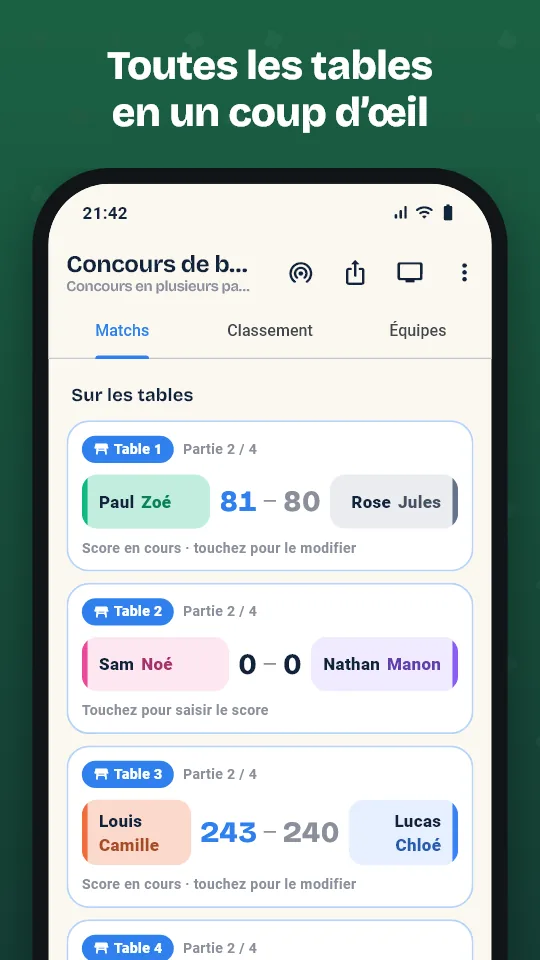 Toutes les tables
en un coup d’œil
21:42
Concours de b...
Concours en plusieurs pa...
Matchs Classement Équipes
Sur les tables
Table 1 Partie 2 / 4
Paul Zoé 81 – 80 Rose Jules
Score en cours · touchez pour le modifier
Table 2 Partie 2 / 4
Sam Noé 0 – 0 Nathan Manon
Touchez pour saisir le score
Table 3 Partie 2 / 4
Louis Camille 243 – 240 Lucas Chloé
Score en cours · touchez pour le modifier
Table 4 Partie 2 / 4